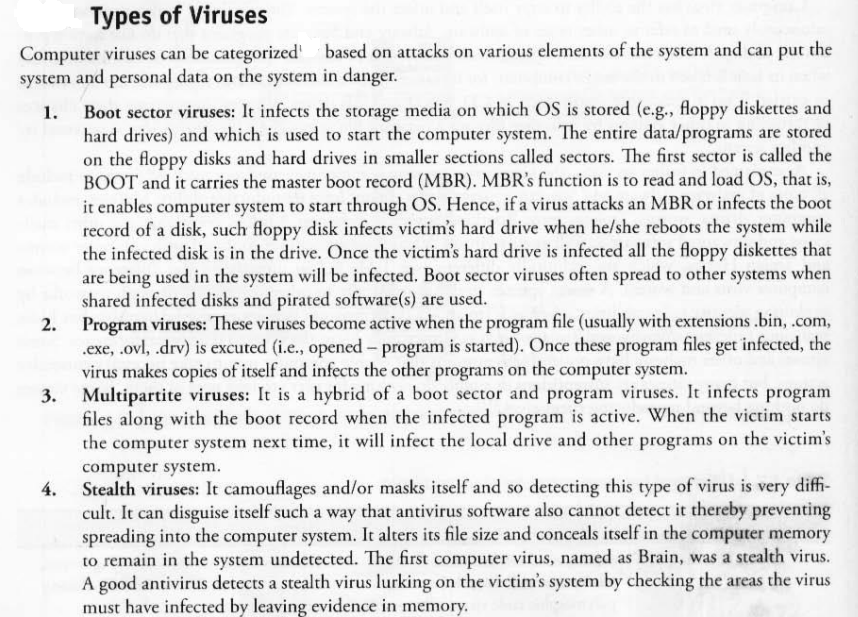 Types of Viruses
Computer viruses can be categorized¹ based on attacks on various elements of the system and can put the
system and personal data on the system in danger.
1. Boot sector viruses: It infects the storage media on which OS is stored (e.g., floppy diskettes and
hard drives) and which is used to start the computer system. The entire data/programs are stored
on the floppy disks and hard drives in smaller sections called sectors. The first sector is called the
BOOT and it carries the master boot record (MBR). MBR's function is to read and load OS, that is,
it enables computer system to start through OS. Hence, if a virus attacks an MBR or infects the boot
record of a disk, such floppy disk infects victim's hard drive when he/she reboots the system while
the infected disk is in the drive. Once the victim's hard drive is infected all the floppy diskettes that
are being used in the system will be infected. Boot sector viruses often spread to other systems when
shared infected disks and pirated software(s) are used.
2. Program viruses: These viruses become active when the program file (usually with extensions .bin, .com,
.exe, .ovl, .drv) is excuted (i.e., opened – program is started). Once these program files get infected, the
virus makes copies of itself and infects the other programs on the computer system.
3. Multipartite viruses: It is a hybrid of a boot sector and program viruses. It infects program
files along with the boot record when the infected program is active. When the victim starts
the computer system next time, it will infect the local drive and other programs on the victim's
computer system.
4. Stealth viruses: It camouflages and/or masks itself and so detecting this type of virus is very diffi-
cult. It can disguise itself such a way that antivirus software also cannot detect it thereby preventing
spreading into the computer system. It alters its file size and conceals itself in the computer memory
to remain in the system undetected. The first computer virus, named as Brain, was a stealth virus.
A good antivirus detects a stealth virus lurking on the victim's system by checking the areas the virus
must have infected by leaving evidence in memory.